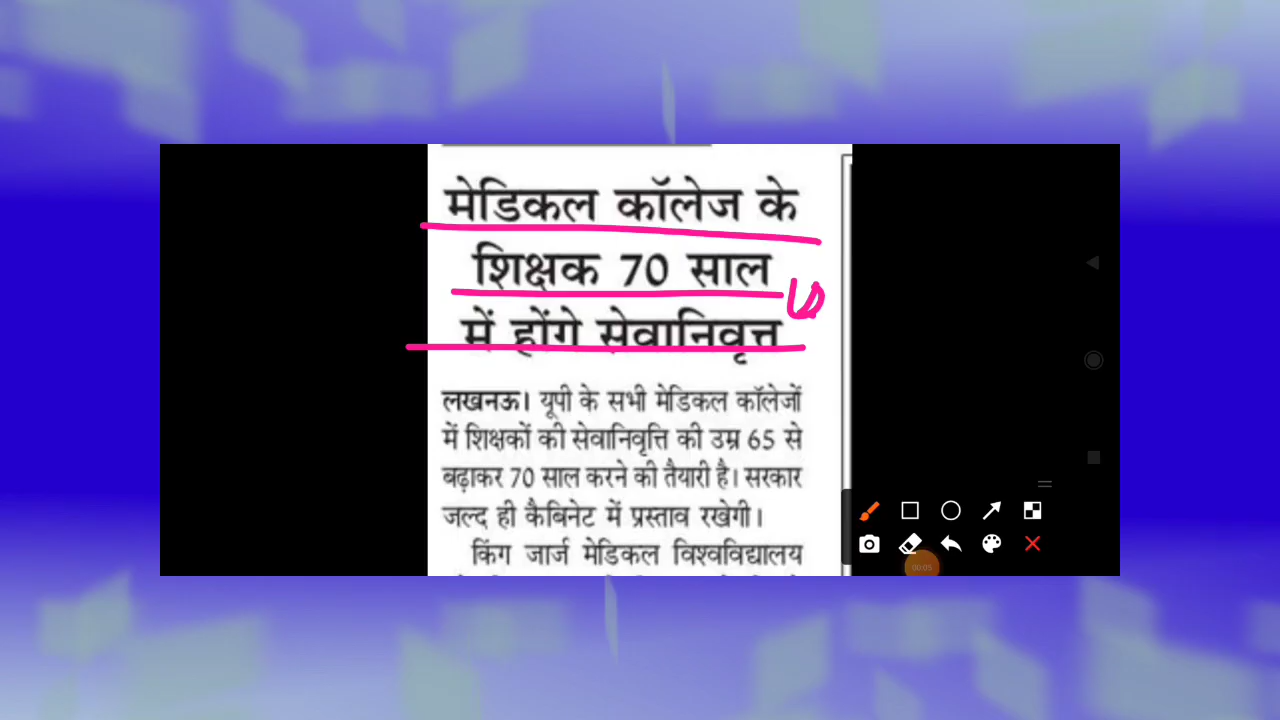 मेडिकल कॉलेज के
शिक्षक 70 साल
में होंगे सेवानिवृत्त
लखनऊ। यूपी के सभी मेडिकल कॉलेजों
में शिक्षकों की सेवानिवृत्ति की उम्र 65 से
बढ़ाकर 70 साल करने की तैयारी है। सरकार
जल्द ही कैबिनेट में प्रस्ताव रखेगी।
किंग जार्ज मेडिकल विश्वविद्यालय
00:05